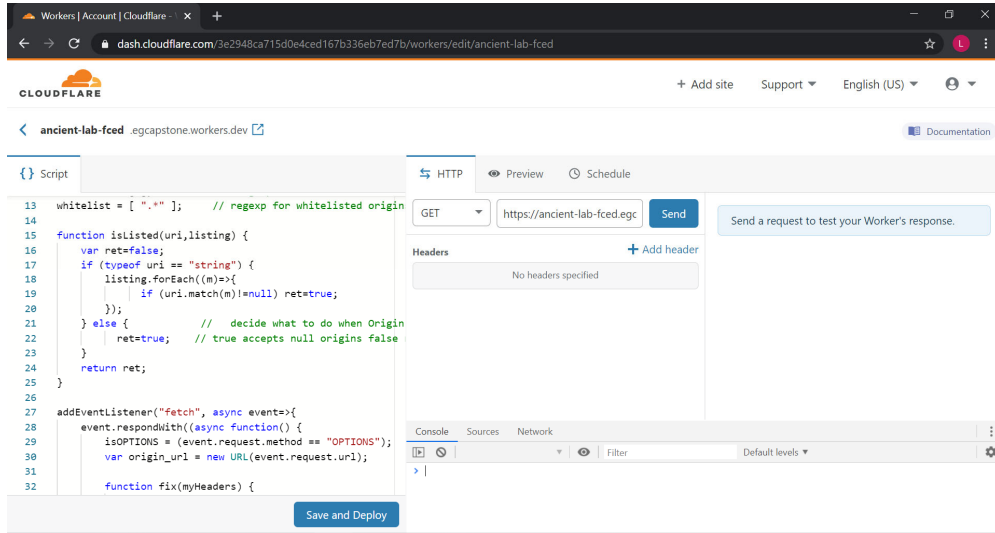 Workers | Account | Cloudflare -
dash.cloudflare.com/3e2948ca715d0e4ced167b336eb7ed7b/workers/edit/ancient-lab-fced
L
CLOUDFLARE
+ Add site Support English (US)
ancient-lab-fced .egcapstone.workers.dev
Documentation
{} Script
HTTP Preview Schedule
13 whitelist = [ ".*" ]; // regexp for whitelisted origin
14
15 function isListed(uri,listing) {
16 var ret=false;
17 if (typeof uri == "string") {
18 listing.forEach((m)=>{
19 if (uri.match(m)!=null) ret=true;
20 });
21 } else { // decide what to do when Origin
22 ret=true; // true accepts null origins false
23 }
24 return ret;
25 }
26
27 addEventListener("fetch", async event=>{
28 event.respondWith((async function() {
29 isOPTIONS = (event.request.method == "OPTIONS");
30 var origin_url = new URL(event.request.url);
31
32 function fix(myHeaders) {
Save and Deploy
GET https://ancient-lab-fced.egc Send
Headers + Add header
No headers specified
Send a request to test your Worker's response.
Console Sources Network
Filter Default levels ▼
>